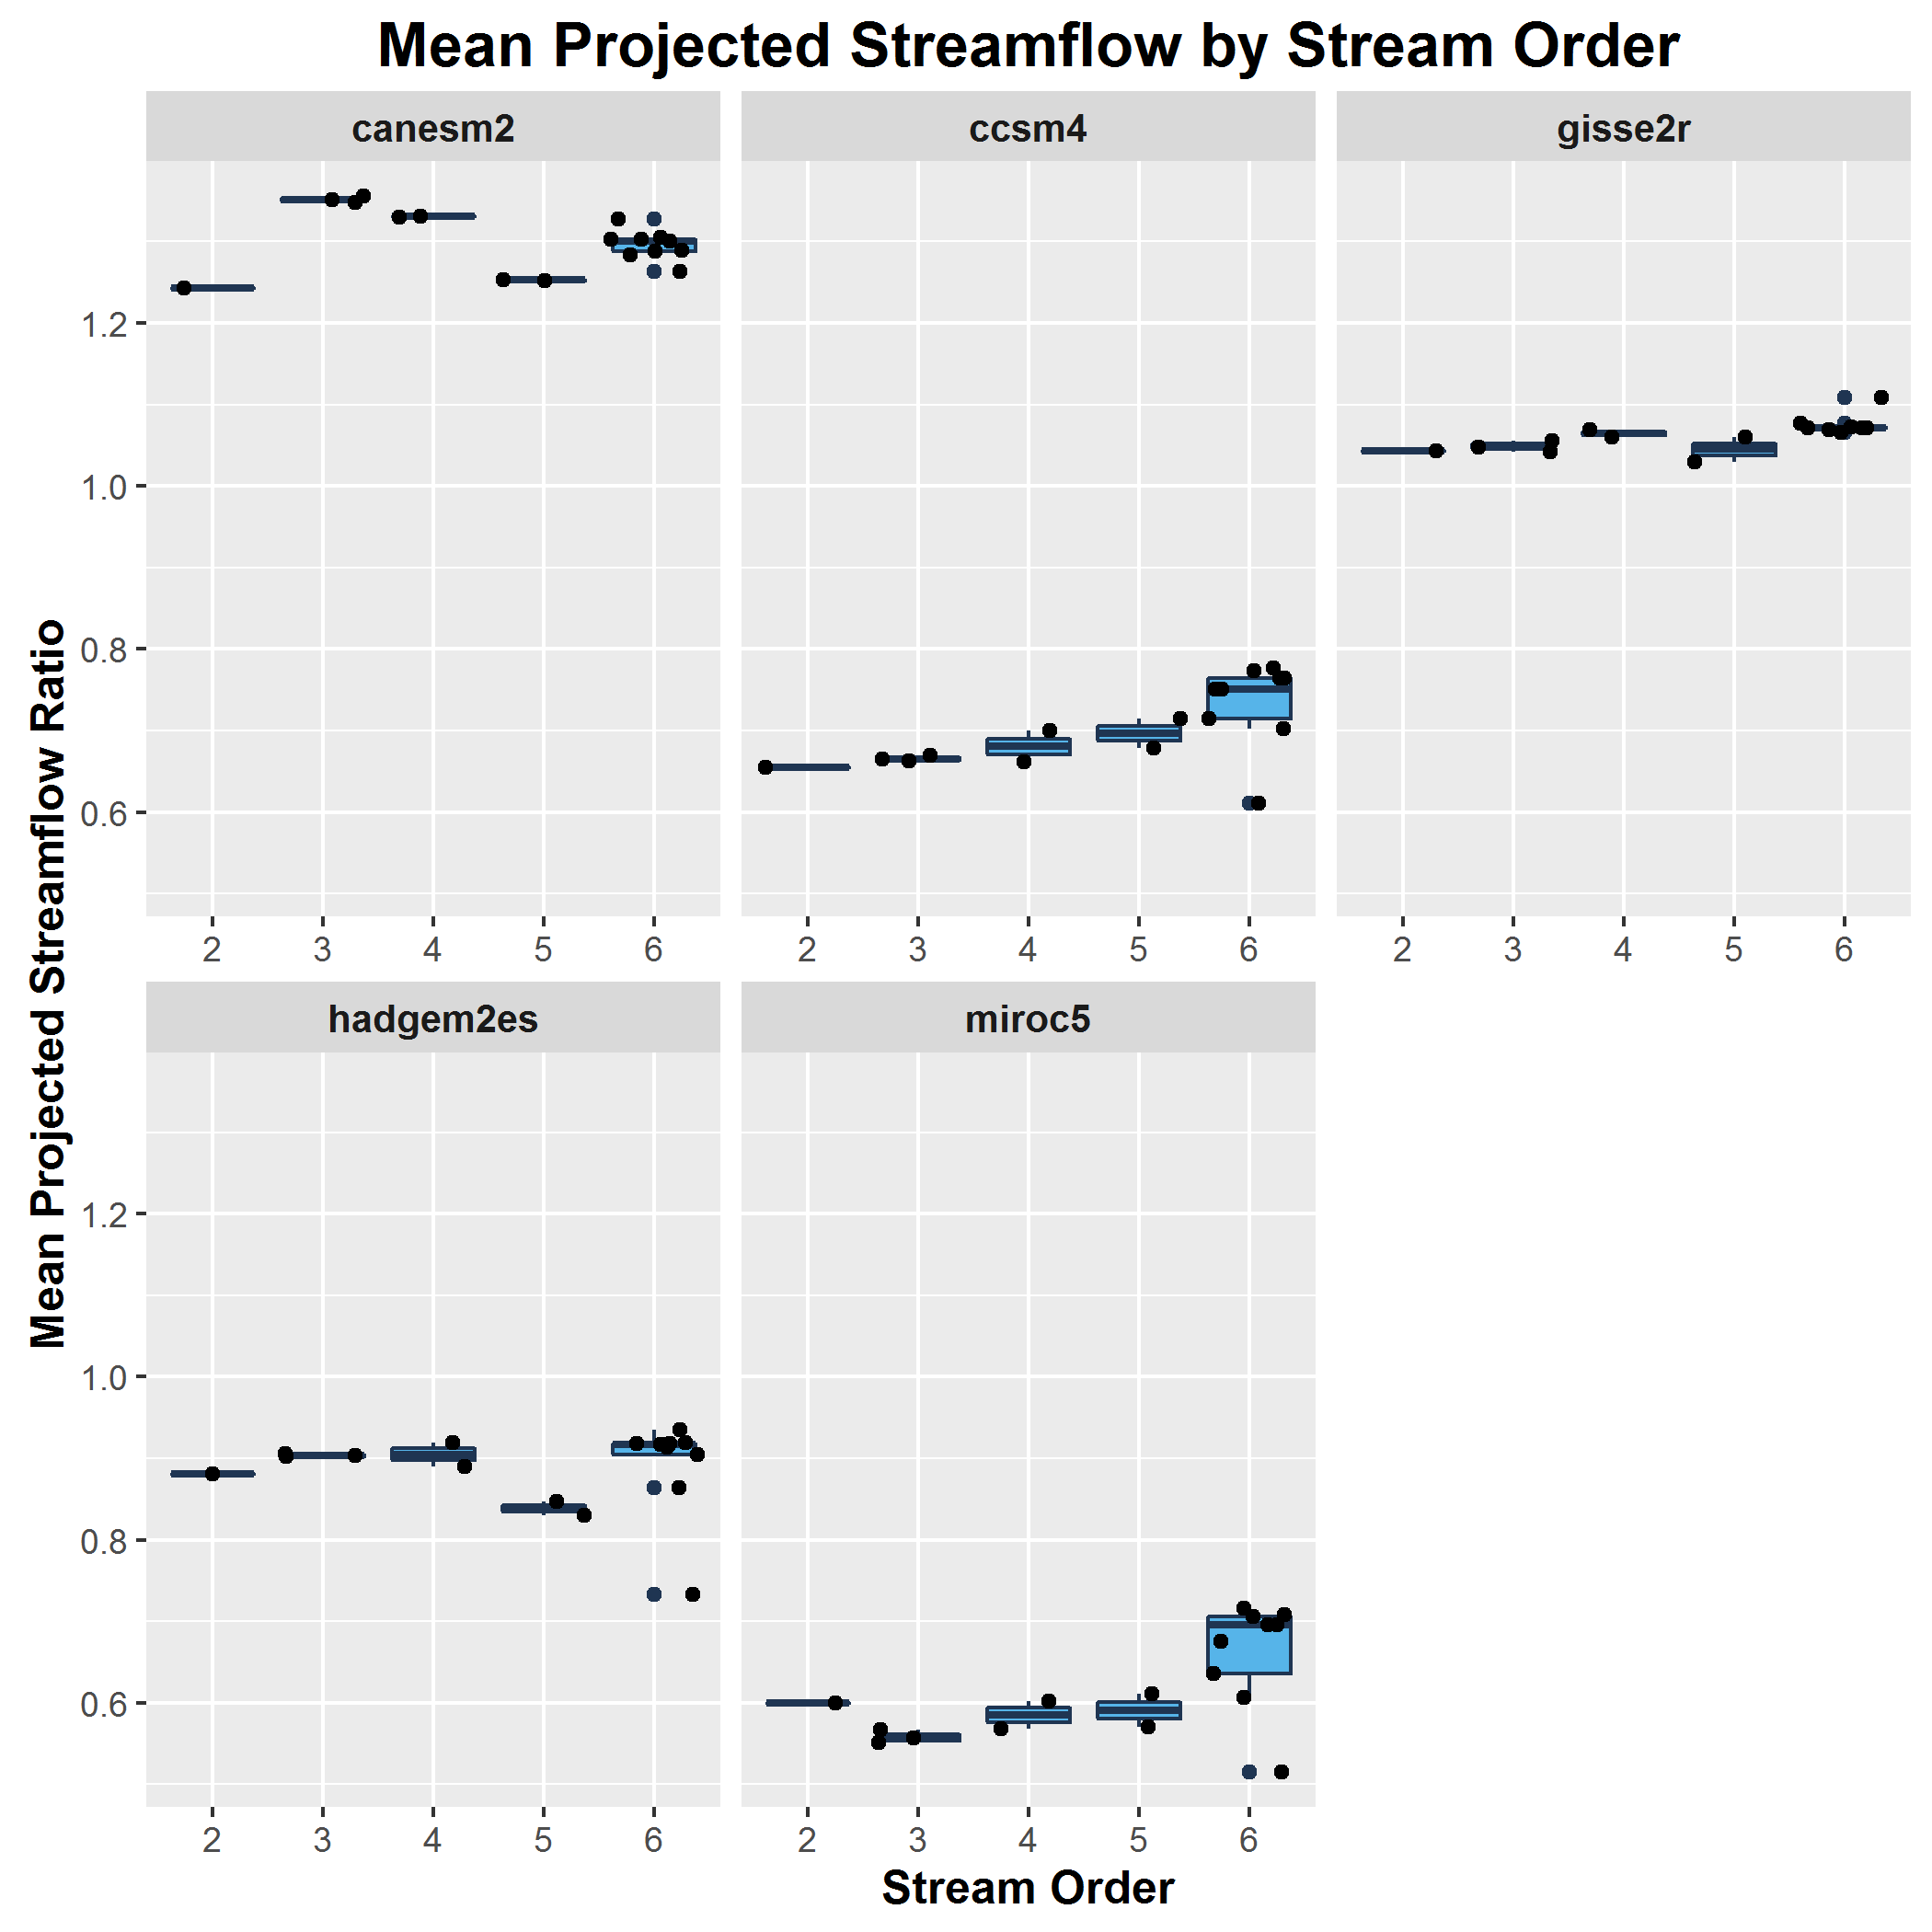 Mean Projected Streamflow by Stream Order
canesm2
ccsm4
gisse2r
1.2
1.0
0.8
0.6
2 3 4 5 6
2 3 4 5 6
2 3 4 5 6
Mean Projected Streamflow Ratio
hadgem2es
miroc5
1.2
1.0
0.8
0.6
2 3 4 5 6
2 3 4 5 6
Stream Order